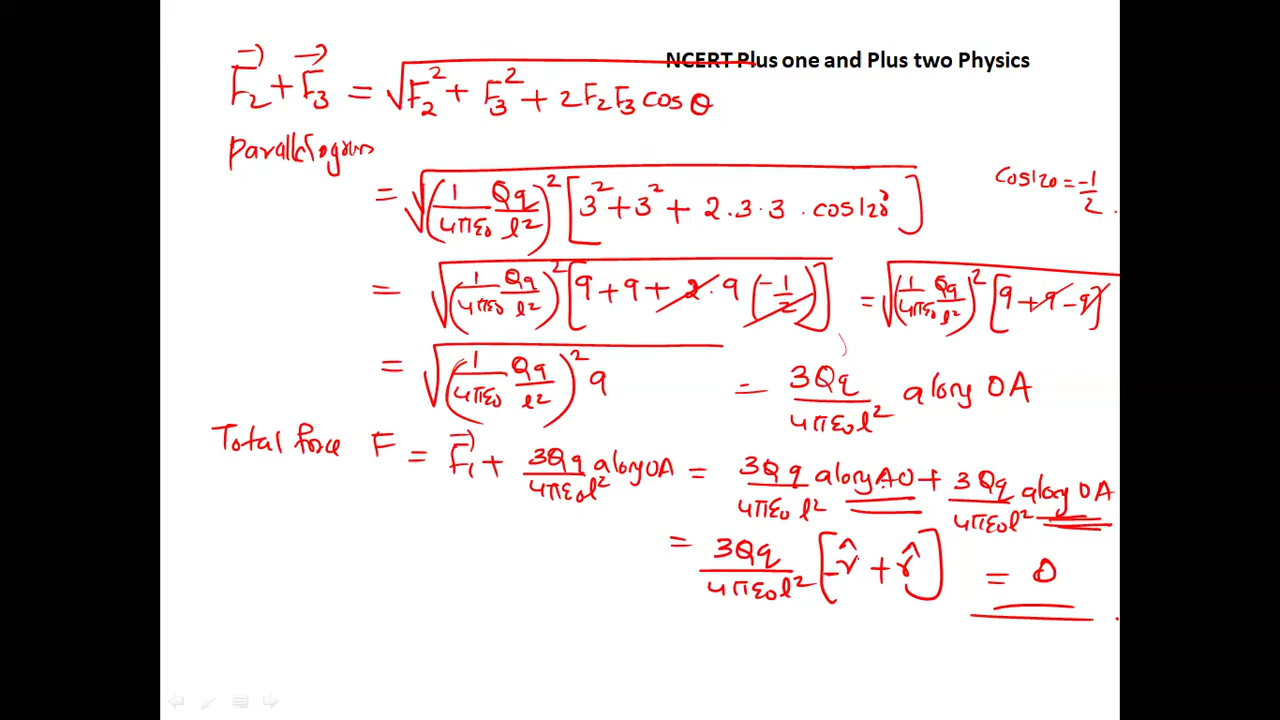 NCERT Plus one and Plus two Physics
F⃗₂ + F⃗₃ = √(F₂² + F₃² + 2F₂F₃ cos θ)
Parallelogram
= √((1/4πε₀ Qq/l²)² [3² + 3² + 2·3·3·cos120°])
cos120 = -1/2.
= √((1/4πε₀ Qq/l²)² [9 + 9 + 2·9(-1/2)]) = √((1/4πε₀ Qq/l²)² [9 + 9 - 9])
= √((1/4πε₀ Qq/l²)² 9) = 3Qq/4πε₀l² along OA
Total force F = F⃗₁ + 3Qq/4πε₀l² along OA = 3Qq/4πε₀l² along AO + 3Qq/4πε₀l² along OA
= 3Qq/4πε₀l² [-r̂ + r̂] = 0